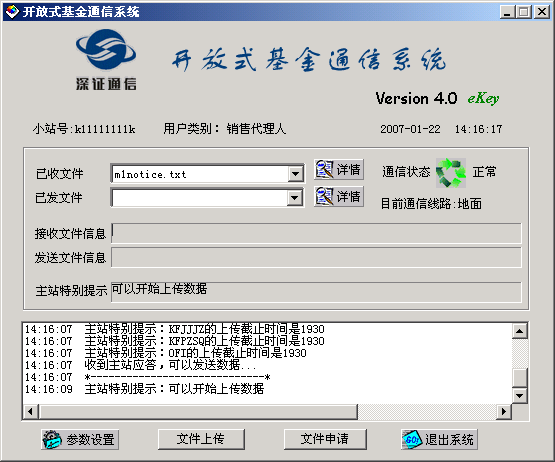 开放式基金通信系统
深证通信
开放式基金通信系统
Version 4.0 eKey
小站号:k11111111k 用户类别: 销售代理人 2007-01-22 14:16:17
已收文件 m1notice.txt 详情 通信状态 正常
已发文件 详情 目前通信线路:地面
接收文件信息
发送文件信息
主站特别提示 可以开始上传数据
14:16:07 主站特别提示：KFJJJZ的上传截止时间是1930
14:16:07 主站特别提示：KFPZSQ的上传截止时间是1930
14:16:07 主站特别提示：OFI的上传截止时间是1930
14:16:07 收到主站应答，可以发送数据...
14:16:07 *-----------------------------*
14:16:09 主站特别提示：可以开始上传数据
参数设置 文件上传 文件申请 GO! 退出系统